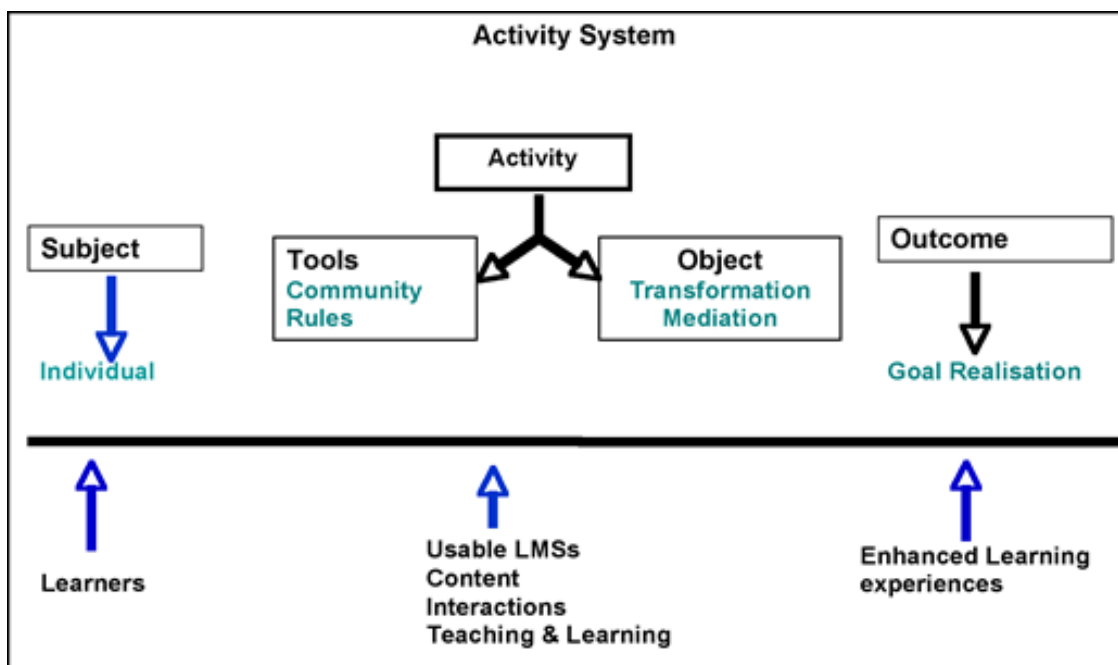 Activity System
Activity
Subject
Individual
Tools
Community
Rules
Object
Transformation
Mediation
Outcome
Goal Realisation
Learners
Usable LMSs
Content
Interactions
Teaching & Learning
Enhanced Learning
experiences